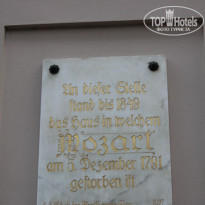 TOP Hotels
ФОТО ТУРИСТА
An dieser Stelle
stand bis 1849
das Haus in welchem
Mozart
am 5. Dezember 1791
gestorben ist